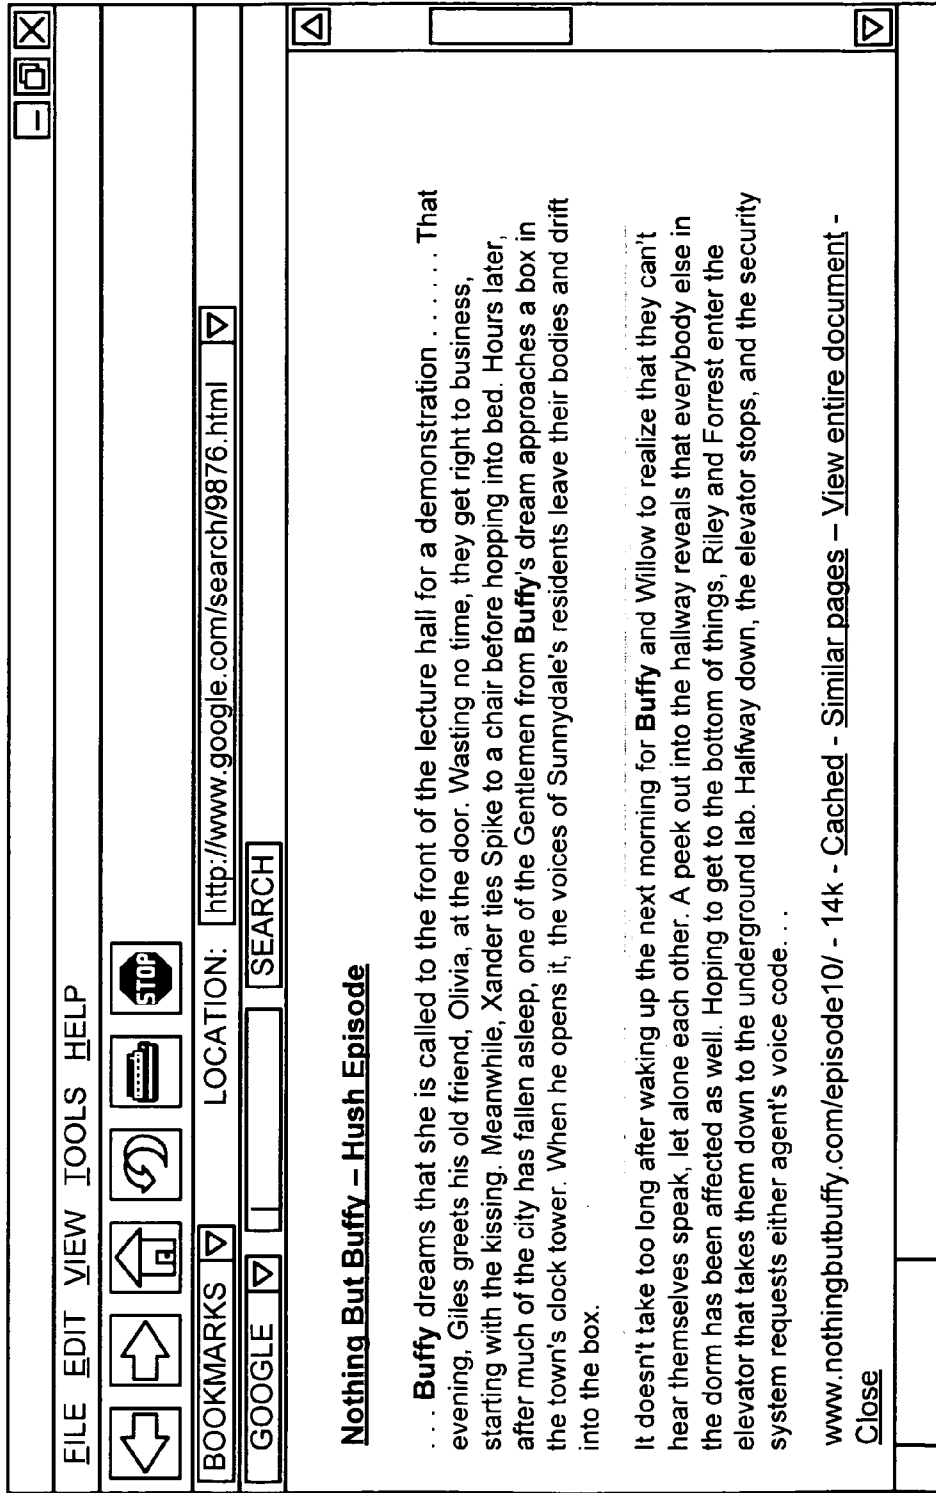 FILE EDIT VIEW TOOLS HELP
STOP
BOOKMARKS LOCATION: http://www.google.com/search/9876.html
GOOGLE SEARCH
Nothing But Buffy – Hush Episode
. . . Buffy dreams that she is called to the front of the lecture hall for a demonstration . . . . . . That
evening, Giles greets his old friend, Olivia, at the door. Wasting no time, they get right to business,
starting with the kissing. Meanwhile, Xander ties Spike to a chair before hopping into bed. Hours later,
after much of the city has fallen asleep, one of the Gentlemen from Buffy's dream approaches a box in
the town's clock tower. When he opens it, the voices of Sunnydale's residents leave their bodies and drift
into the box.
It doesn't take too long after waking up the next morning for Buffy and Willow to realize that they can't
hear themselves speak, let alone each other. A peek out into the hallway reveals that everybody else in
the dorm has been affected as well. Hoping to get to the bottom of things, Riley and Forrest enter the
elevator that takes them down to the underground lab. Halfway down, the elevator stops, and the security
system requests either agent's voice code. . .
www.nothingbutbuffy.com/episode10/ - 14k - Cached - Similar pages – View entire document -
Close